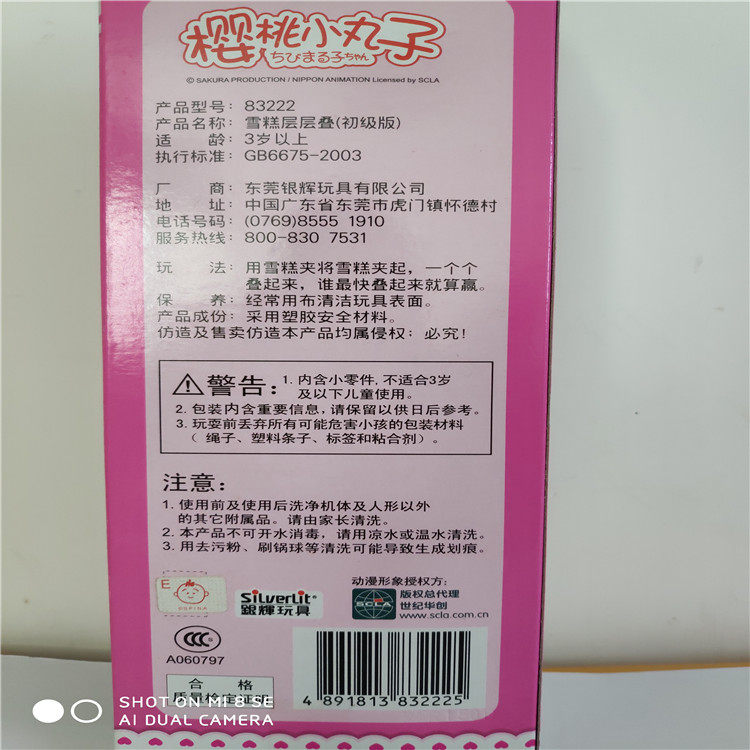 樱桃小丸子
ちびまる子ちゃん
© SAKURA PRODUCTION / NIPPON ANIMATION Licensed by SCLA
产品型号：83222
产品名称：雪糕层层叠(初级版)
适 龄：3岁以上
执行标准：GB6675-2003
厂 商：东莞银辉玩具有限公司
地 址：中国广东省东莞市虎门镇怀德村
电话号码：(0769)8555 1910
服务热线：800-830 7531
玩 法：用雪糕夹将雪糕夹起，一个个
叠起来，谁最快叠起来就算赢。
保 养：经常用布清洁玩具表面。
产品成份：采用塑胶安全材料。
仿造及售卖仿造本产品均属侵权；必究!
警告：1. 内含小零件，不适合3岁
及以下儿童使用。
2. 包装内含重要信息，请保留以供日后参考。
3. 玩耍前丢弃所有可能危害小孩的包装材料
（ 绳子、塑料条子、标签和粘合剂）。
注意：
1. 使用前及使用后洗净机体及人形以外
的其它附属品。请由家长清洗。
2. 本产品不可开水消毒，请用凉水或温水清洗。
3. 用去污粉、刷锅球等清洗可能导致生成划痕。
E
ESPINA
Silverlit®
銀輝玩具
动漫形象授权方：
SCLA
版权总代理
世纪华创
www.scla.com.cn
CCC S
A060797
合 格
质量检定证明
4 891813 832225
SHOT ON MI 8 SE
AI DUAL CAMERA